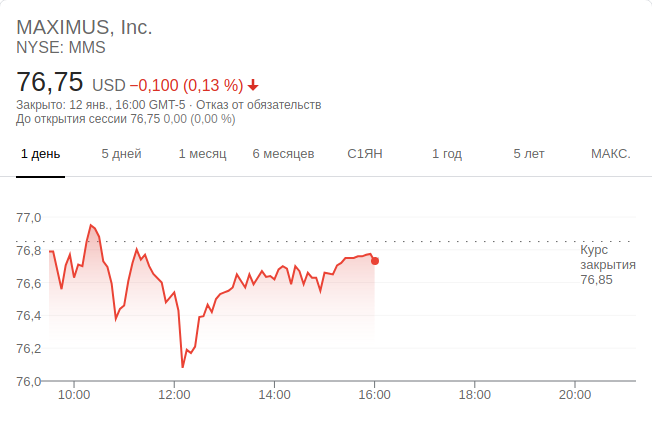 MAXIMUS, Inc.
NYSE: MMS
76,75 USD −0,100 (0,13 %)
Закрыто: 12 янв., 16:00 GMT-5 · Отказ от обязательств
До открытия сессии 76,75 0,00 (0,00 %)
1 день 5 дней 1 месяц 6 месяцев С1ЯН 1 год 5 лет МАКС.
77,0
76,8
76,6
76,4
76,2
76,0
Курс
закрытия
76,85
10:00 12:00 14:00 16:00 18:00 20:00